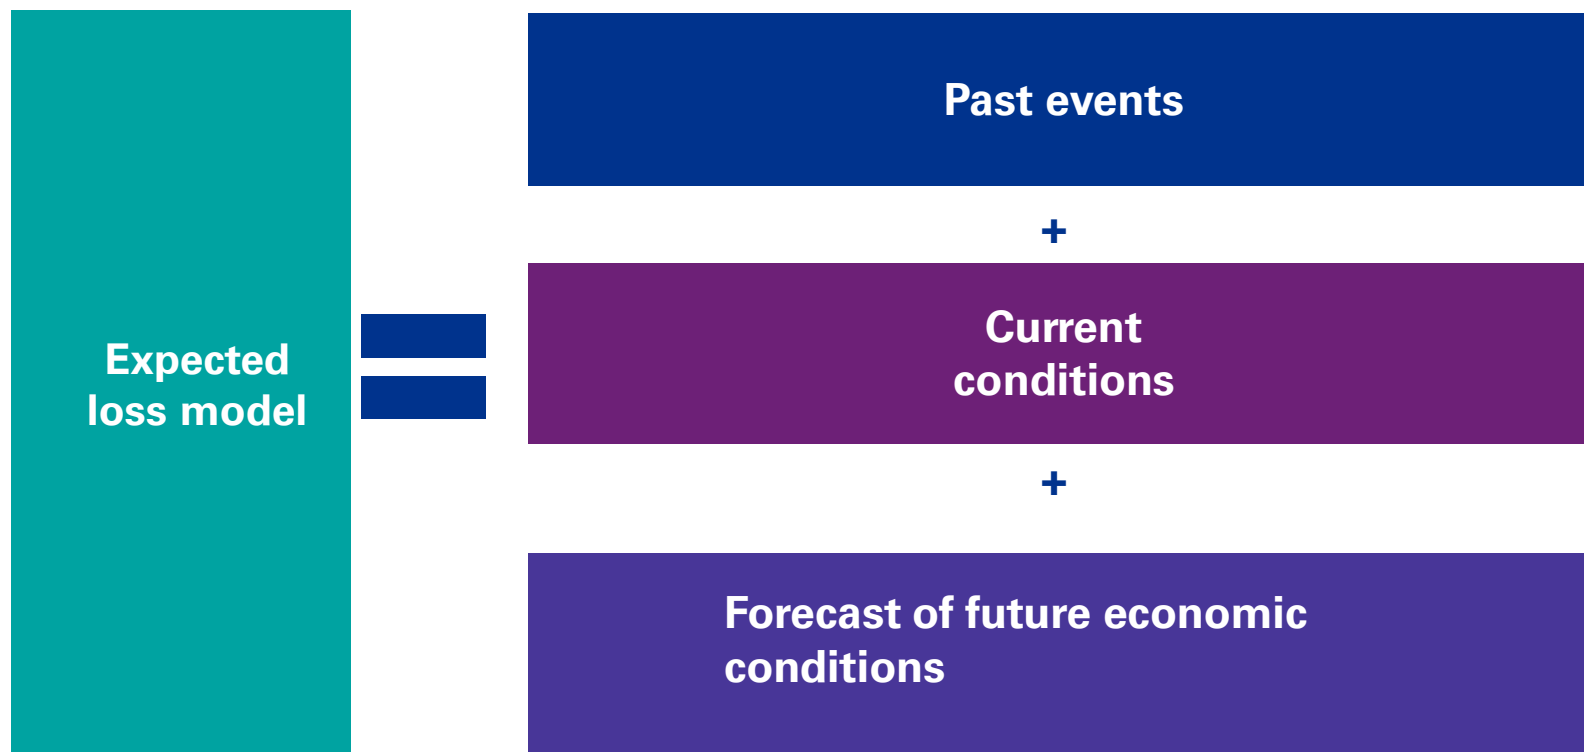 Expected
loss model
Past events
+
Current
conditions
+
Forecast of future economic
conditions